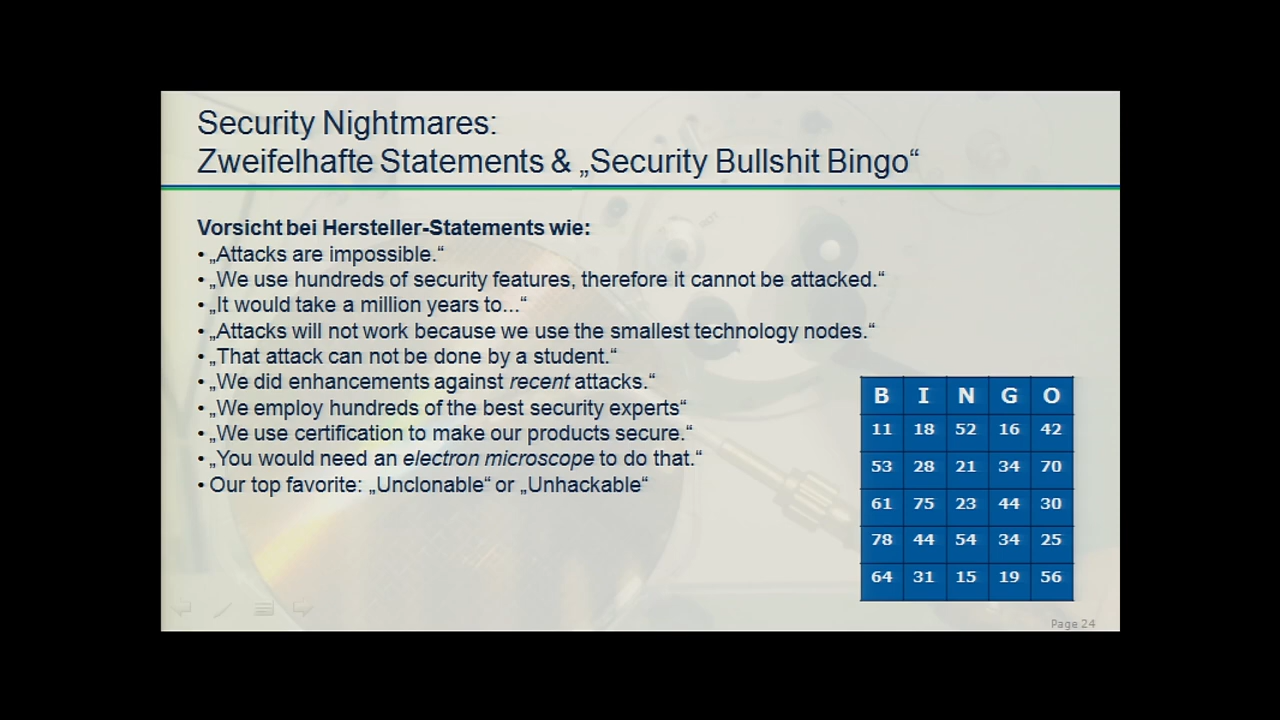 Security Nightmares:
Zweifelhafte Statements & „Security Bullshit Bingo“
Vorsicht bei Hersteller-Statements wie:
• „Attacks are impossible.“
• „We use hundreds of security features, therefore it cannot be attacked.“
• „It would take a million years to...“
• „Attacks will not work because we use the smallest technology nodes.“
• „That attack can not be done by a student.“
• „We did enhancements against recent attacks.“
• „We employ hundreds of the best security experts“
• „We use certification to make our products secure.“
• „You would need an electron microscope to do that.“
• Our top favorite: „Unclonable“ or „Unhackable“
B I N G O
11 18 52 16 42
53 28 21 34 70
61 75 23 44 30
78 44 54 34 25
64 31 15 19 56
Page 24